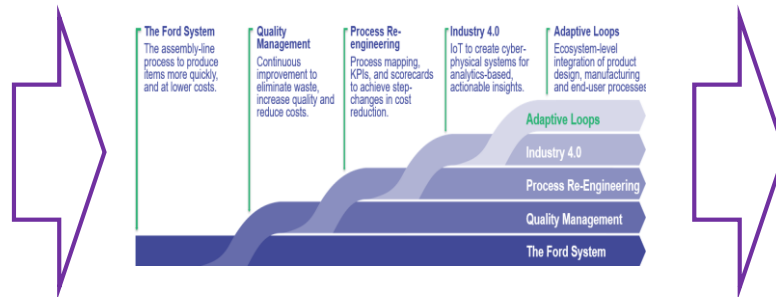 The Ford System
The assembly-line
process to produce
items more quickly,
and at lower costs.
Quality
Management
Continuous
improvement to
eliminate waste,
increase quality and
reduce costs.
Process Re-
engineering
Process mapping,
KPIs, and scorecards
to achieve step-
changes in cost
reduction.
Industry 4.0
IoT to create cyber-
physical systems for
analytics-based,
actionable insights.
Adaptive Loops
Ecosystem-level
integration of product
design, manufacturing
and end-user processes
Adaptive Loops
Industry 4.0
Process Re-Engineering
Quality Management
The Ford System